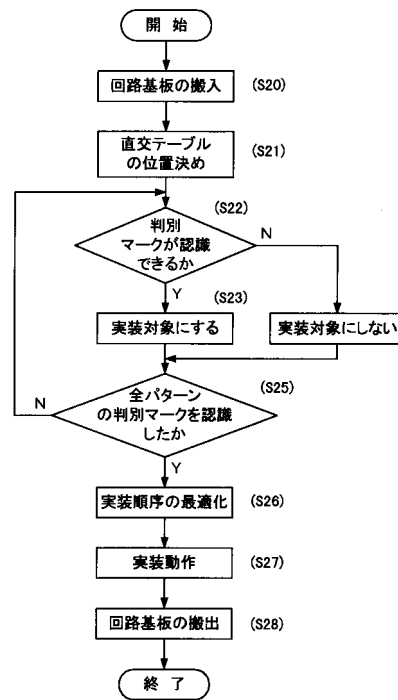 開始
回路基板の搬入
(S20)
直交テーブル
の位置決め
(S21)
(S22)
判別
マークが認識
できるか
N
Y
(S23)
実装対象にする
実装対象にしない
(S25)
全パターン
の判別マークを認識
したか
N
Y
実装順序の最適化
(S26)
実装動作
(S27)
回路基板の搬出
(S28)
終了